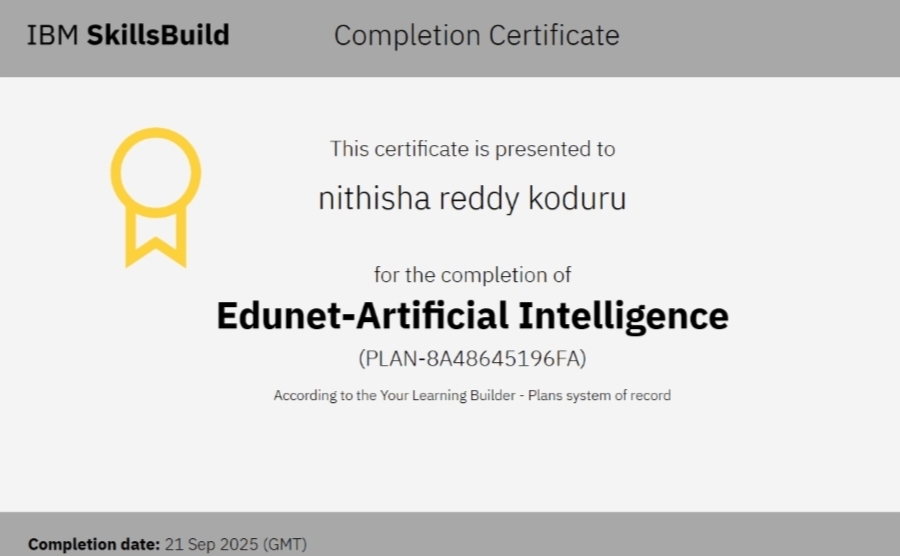 IBM SkillsBuild
Completion Certificate
This certificate is presented to
nithisha reddy koduru
for the completion of
Edunet-Artificial Intelligence
(PLAN-8A48645196FA)
According to the Your Learning Builder - Plans system of record
Completion date: 21 Sep 2025 (GMT)